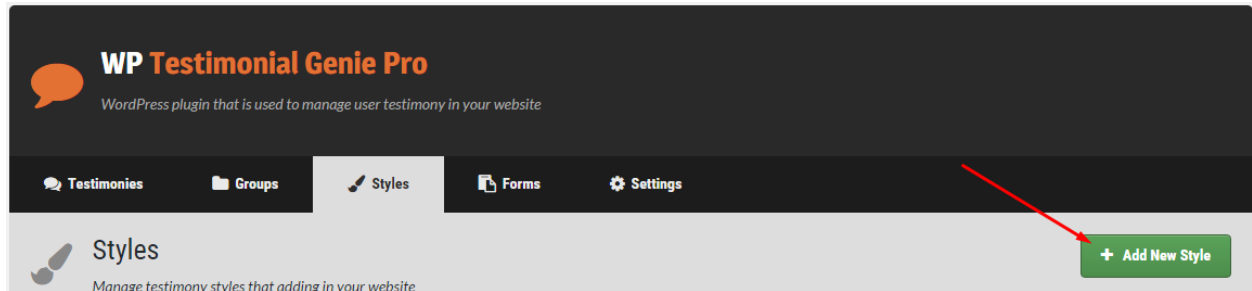 WP Testimonial Genie Pro
WordPress plugin that is used to manage user testimony in your website
Testimonies Groups Styles Forms Settings
Styles
+ Add New Style
Manage testimony styles that adding in your website